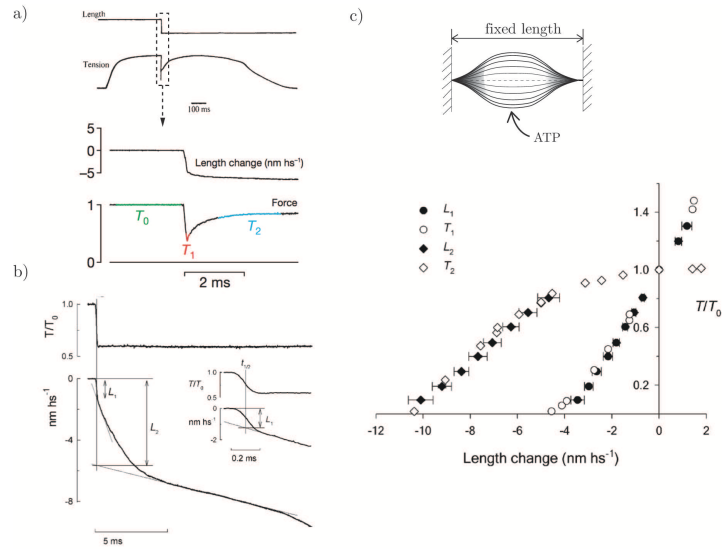 a)
Length
Tension
100 ms
5
0
−5
Length change (nm hs⁻¹)
Force
1
0
T₀
T₁
T₂
2 ms
b)
T/T₀
1.0
0.5
nm hs⁻¹
0
-4
-8
L₁
L₂
5 ms
t₁/₂
T/T₀
1.0
0.5
nm hs⁻¹
0
-2
L₁
0.2 ms
c)
fixed length
ATP
L₁
T₁
L₂
T₂
1.4
1.0
T/T₀
0.6
0.2
-12 -10 -8 -6 -4 -2 0 2
Length change (nm hs⁻¹)